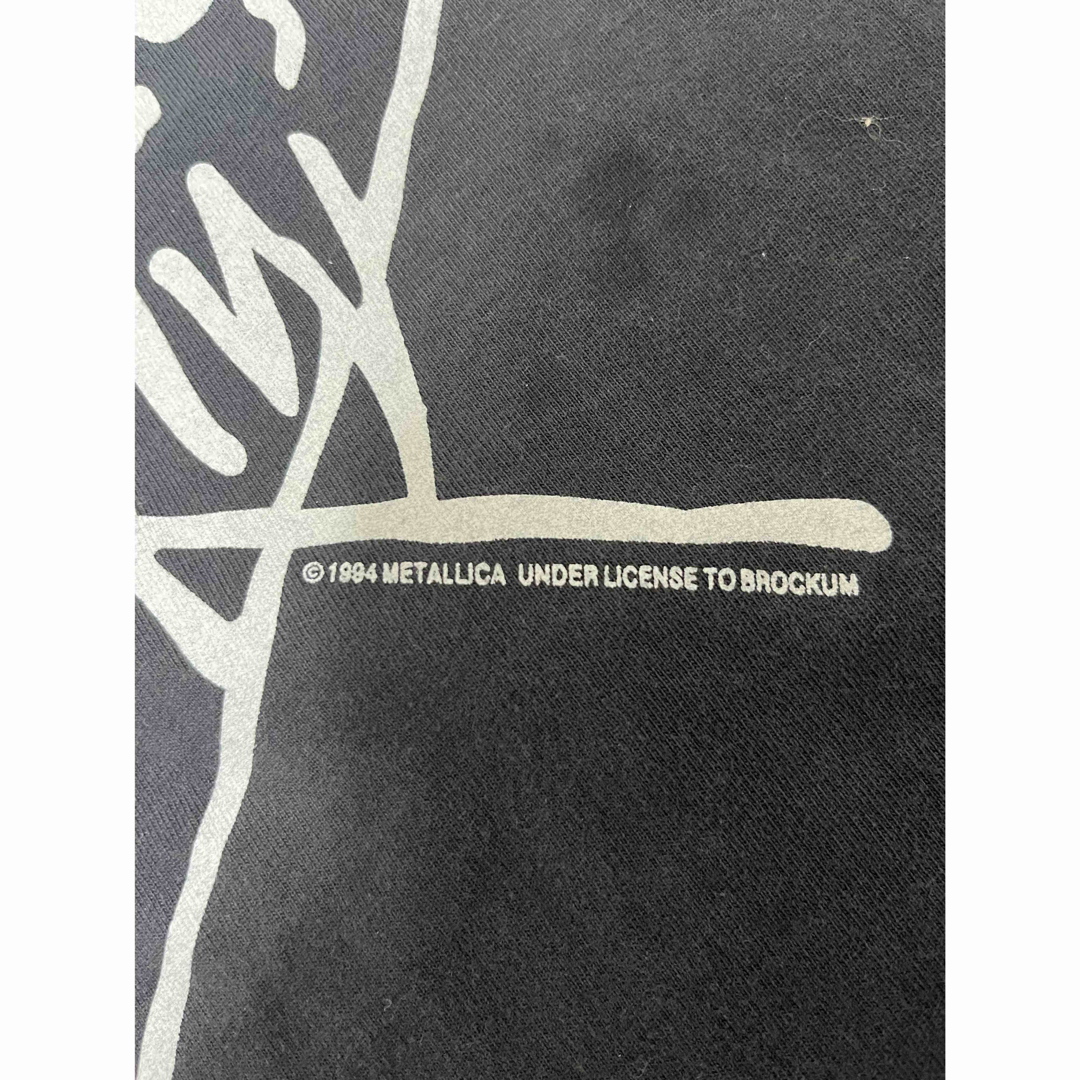 © 1994 METALLICA UNDER LICENSE TO BROCKUM